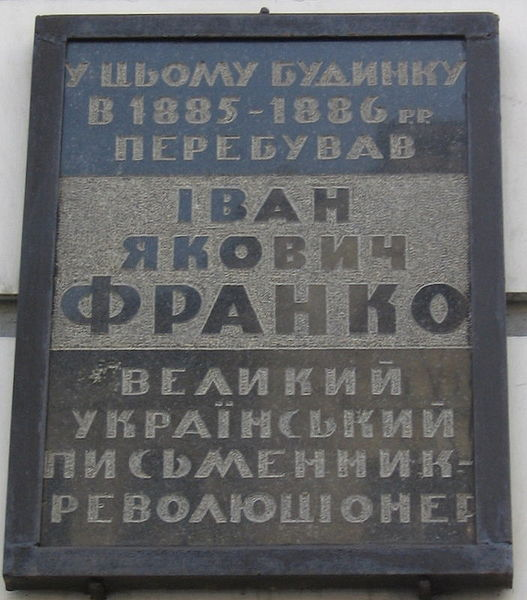 У ЦЬОМУ БУДИНКУ
В 1885-1886 РР
ПЕРЕБУВАВ
ІВАН
ЯКОВИЧ
ФРАНКО
ВЕЛИКИЙ
УКРАЇНСЬКИЙ
ПИСЬМЕННИК-
РЕВОЛЮЦІОНЕР